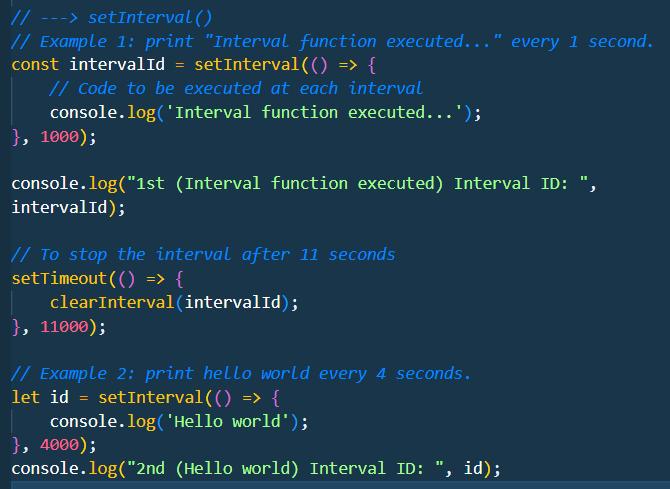 // ---> setInterval()
// Example 1: print "Interval function executed..." every 1 second.
const intervalId = setInterval(() => {
    // Code to be executed at each interval
    console.log('Interval function executed...');
}, 1000);

console.log("1st (Interval function executed) Interval ID: ",
intervalId);

// To stop the interval after 11 seconds
setTimeout(() => {
    clearInterval(intervalId);
}, 11000);

// Example 2: print hello world every 4 seconds.
let id = setInterval(() => {
    console.log('Hello world');
}, 4000);
console.log("2nd (Hello world) Interval ID: ", id);